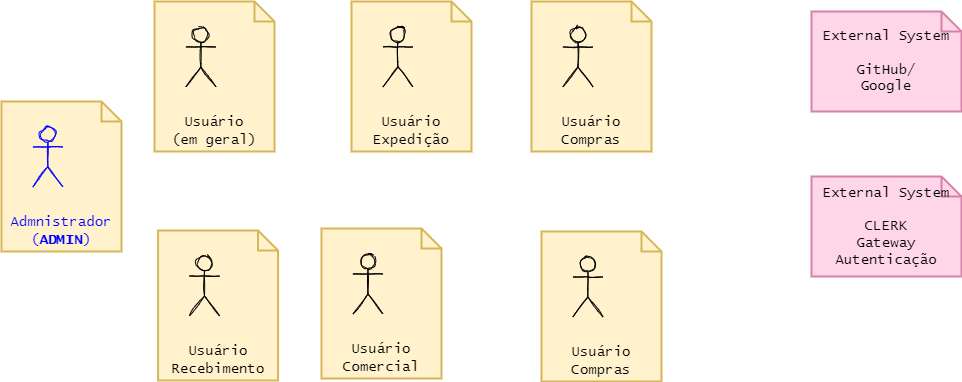 Usuário
(em geral)
Usuário
Expedição
Usuário
Compras
External System
GitHub/
Google
Admnistrador
(ADMIN)
External System
CLERK
Gateway
Autenticação
Usuário
Recebimento
Usuário
Comercial
Usuário
Compras